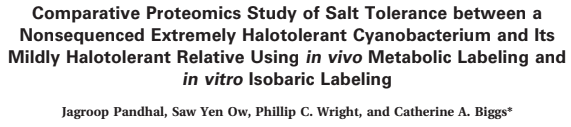 Comparative Proteomics Study of Salt Tolerance between a
Nonsequenced Extremely Halotolerant Cyanobacterium and Its
Mildly Halotolerant Relative Using in vivo Metabolic Labeling and
in vitro Isobaric Labeling
Jagroop Pandhal, Saw Yen Ow, Phillip C. Wright, and Catherine A. Biggs*